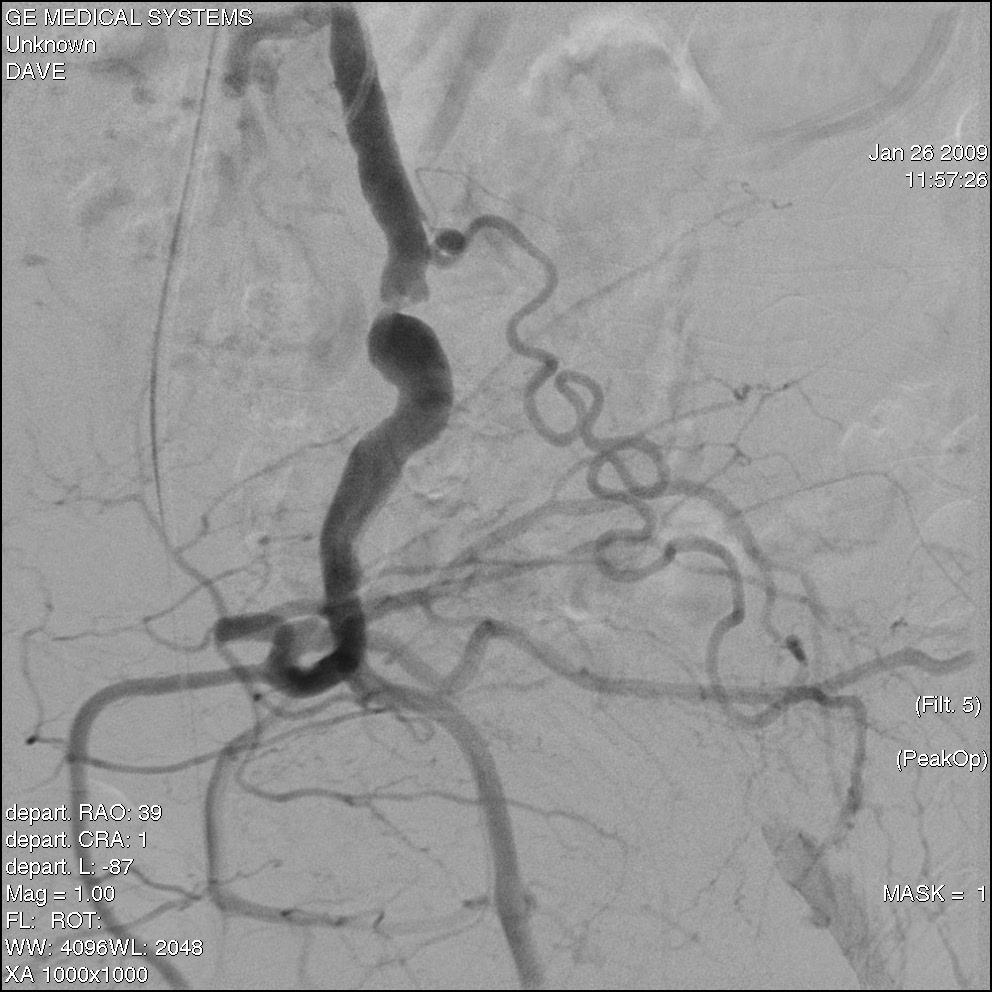 GE MEDICAL SYSTEMS
Unknown
DAVE
Jan 26 2009
11:57:26
(Filt. 5)
(PeakOp)
depart. RAO: 39
depart. CRA: 1
depart. L: -87
Mag = 1.00
FL: ROT:
WW: 4096WL: 2048
XA 1000x1000
MASK = 1